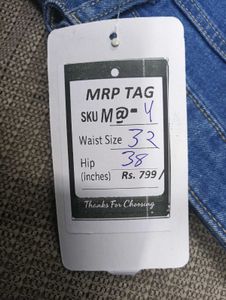 MRP TAG
SKU M@- 4
Waist Size 32
Hip 38
(inches) Rs. 799/
Thanks For Choosing